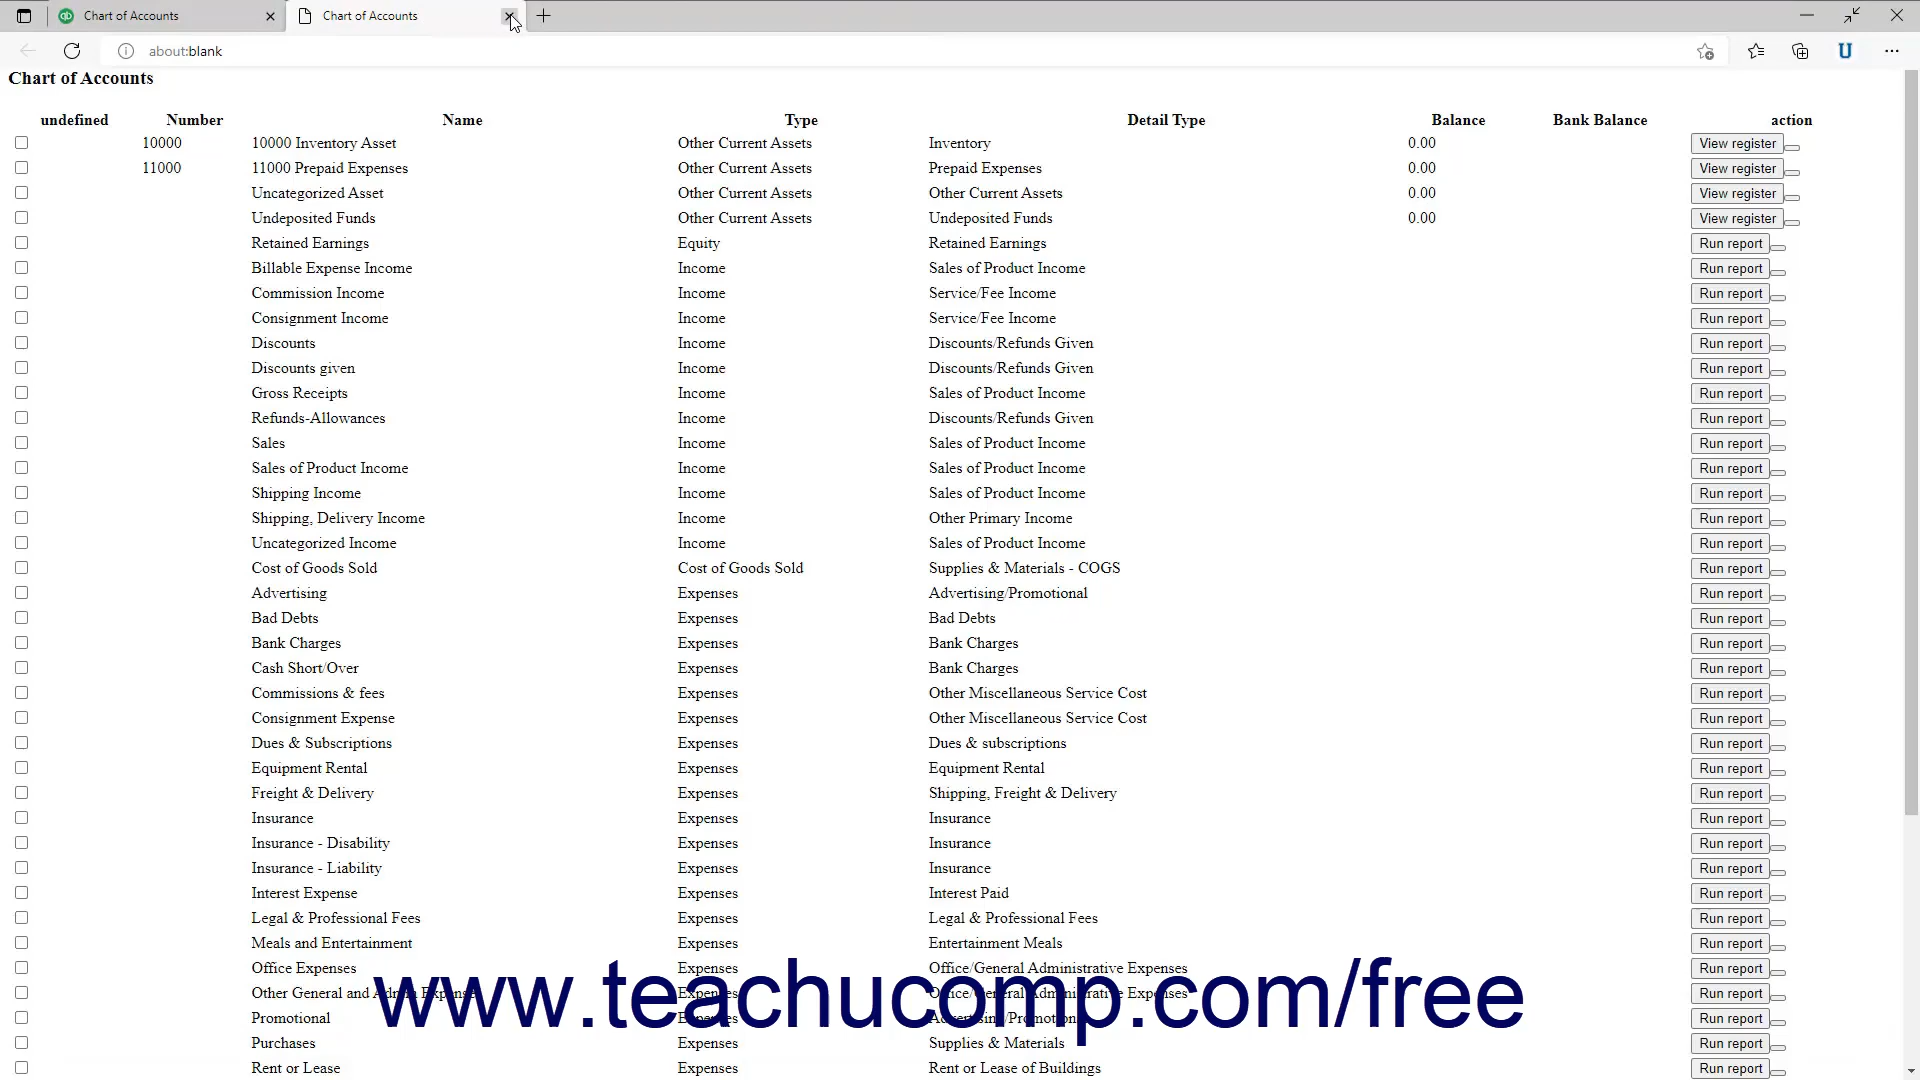 Chart of Accounts
Chart of Accounts
about:blank
U
Chart of Accounts
undefined Number Name Type Detail Type Balance Bank Balance action
10000 10000 Inventory Asset Other Current Assets Inventory 0.00 View register
11000 11000 Prepaid Expenses Other Current Assets Prepaid Expenses 0.00 View register
Uncategorized Asset Other Current Assets Other Current Assets 0.00 View register
Undeposited Funds Other Current Assets Undeposited Funds 0.00 View register
Retained Earnings Equity Retained Earnings Run report
Billable Expense Income Income Sales of Product Income Run report
Commission Income Income Service/Fee Income Run report
Consignment Income Income Service/Fee Income Run report
Discounts Income Discounts/Refunds Given Run report
Discounts given Income Discounts/Refunds Given Run report
Gross Receipts Income Sales of Product Income Run report
Refunds-Allowances Income Discounts/Refunds Given Run report
Sales Income Sales of Product Income Run report
Sales of Product Income Income Sales of Product Income Run report
Shipping Income Income Sales of Product Income Run report
Shipping, Delivery Income Income Other Primary Income Run report
Uncategorized Income Income Sales of Product Income Run report
Cost of Goods Sold Cost of Goods Sold Supplies & Materials - COGS Run report
Advertising Expenses Advertising/Promotional Run report
Bad Debts Expenses Bad Debts Run report
Bank Charges Expenses Bank Charges Run report
Cash Short/Over Expenses Bank Charges Run report
Commissions & fees Expenses Other Miscellaneous Service Cost Run report
Consignment Expense Expenses Other Miscellaneous Service Cost Run report
Dues & Subscriptions Expenses Dues & subscriptions Run report
Equipment Rental Expenses Equipment Rental Run report
Freight & Delivery Expenses Shipping, Freight & Delivery Run report
Insurance Expenses Insurance Run report
Insurance - Disability Expenses Insurance Run report
Insurance - Liability Expenses Insurance Run report
Interest Expense Expenses Interest Paid Run report
Legal & Professional Fees Expenses Legal & Professional Fees Run report
Meals and Entertainment Expenses Entertainment Meals Run report
Office Expenses Expenses Office/General Administrative Expenses Run report
Other General and Admin Expenses Expenses Office/General Administrative Expenses Run report
www.teachucomp.com/free
Promotional Expenses Advertising/Promotional Run report
Purchases Expenses Supplies & Materials Run report
Rent or Lease Expenses Rent or Lease of Buildings Run report